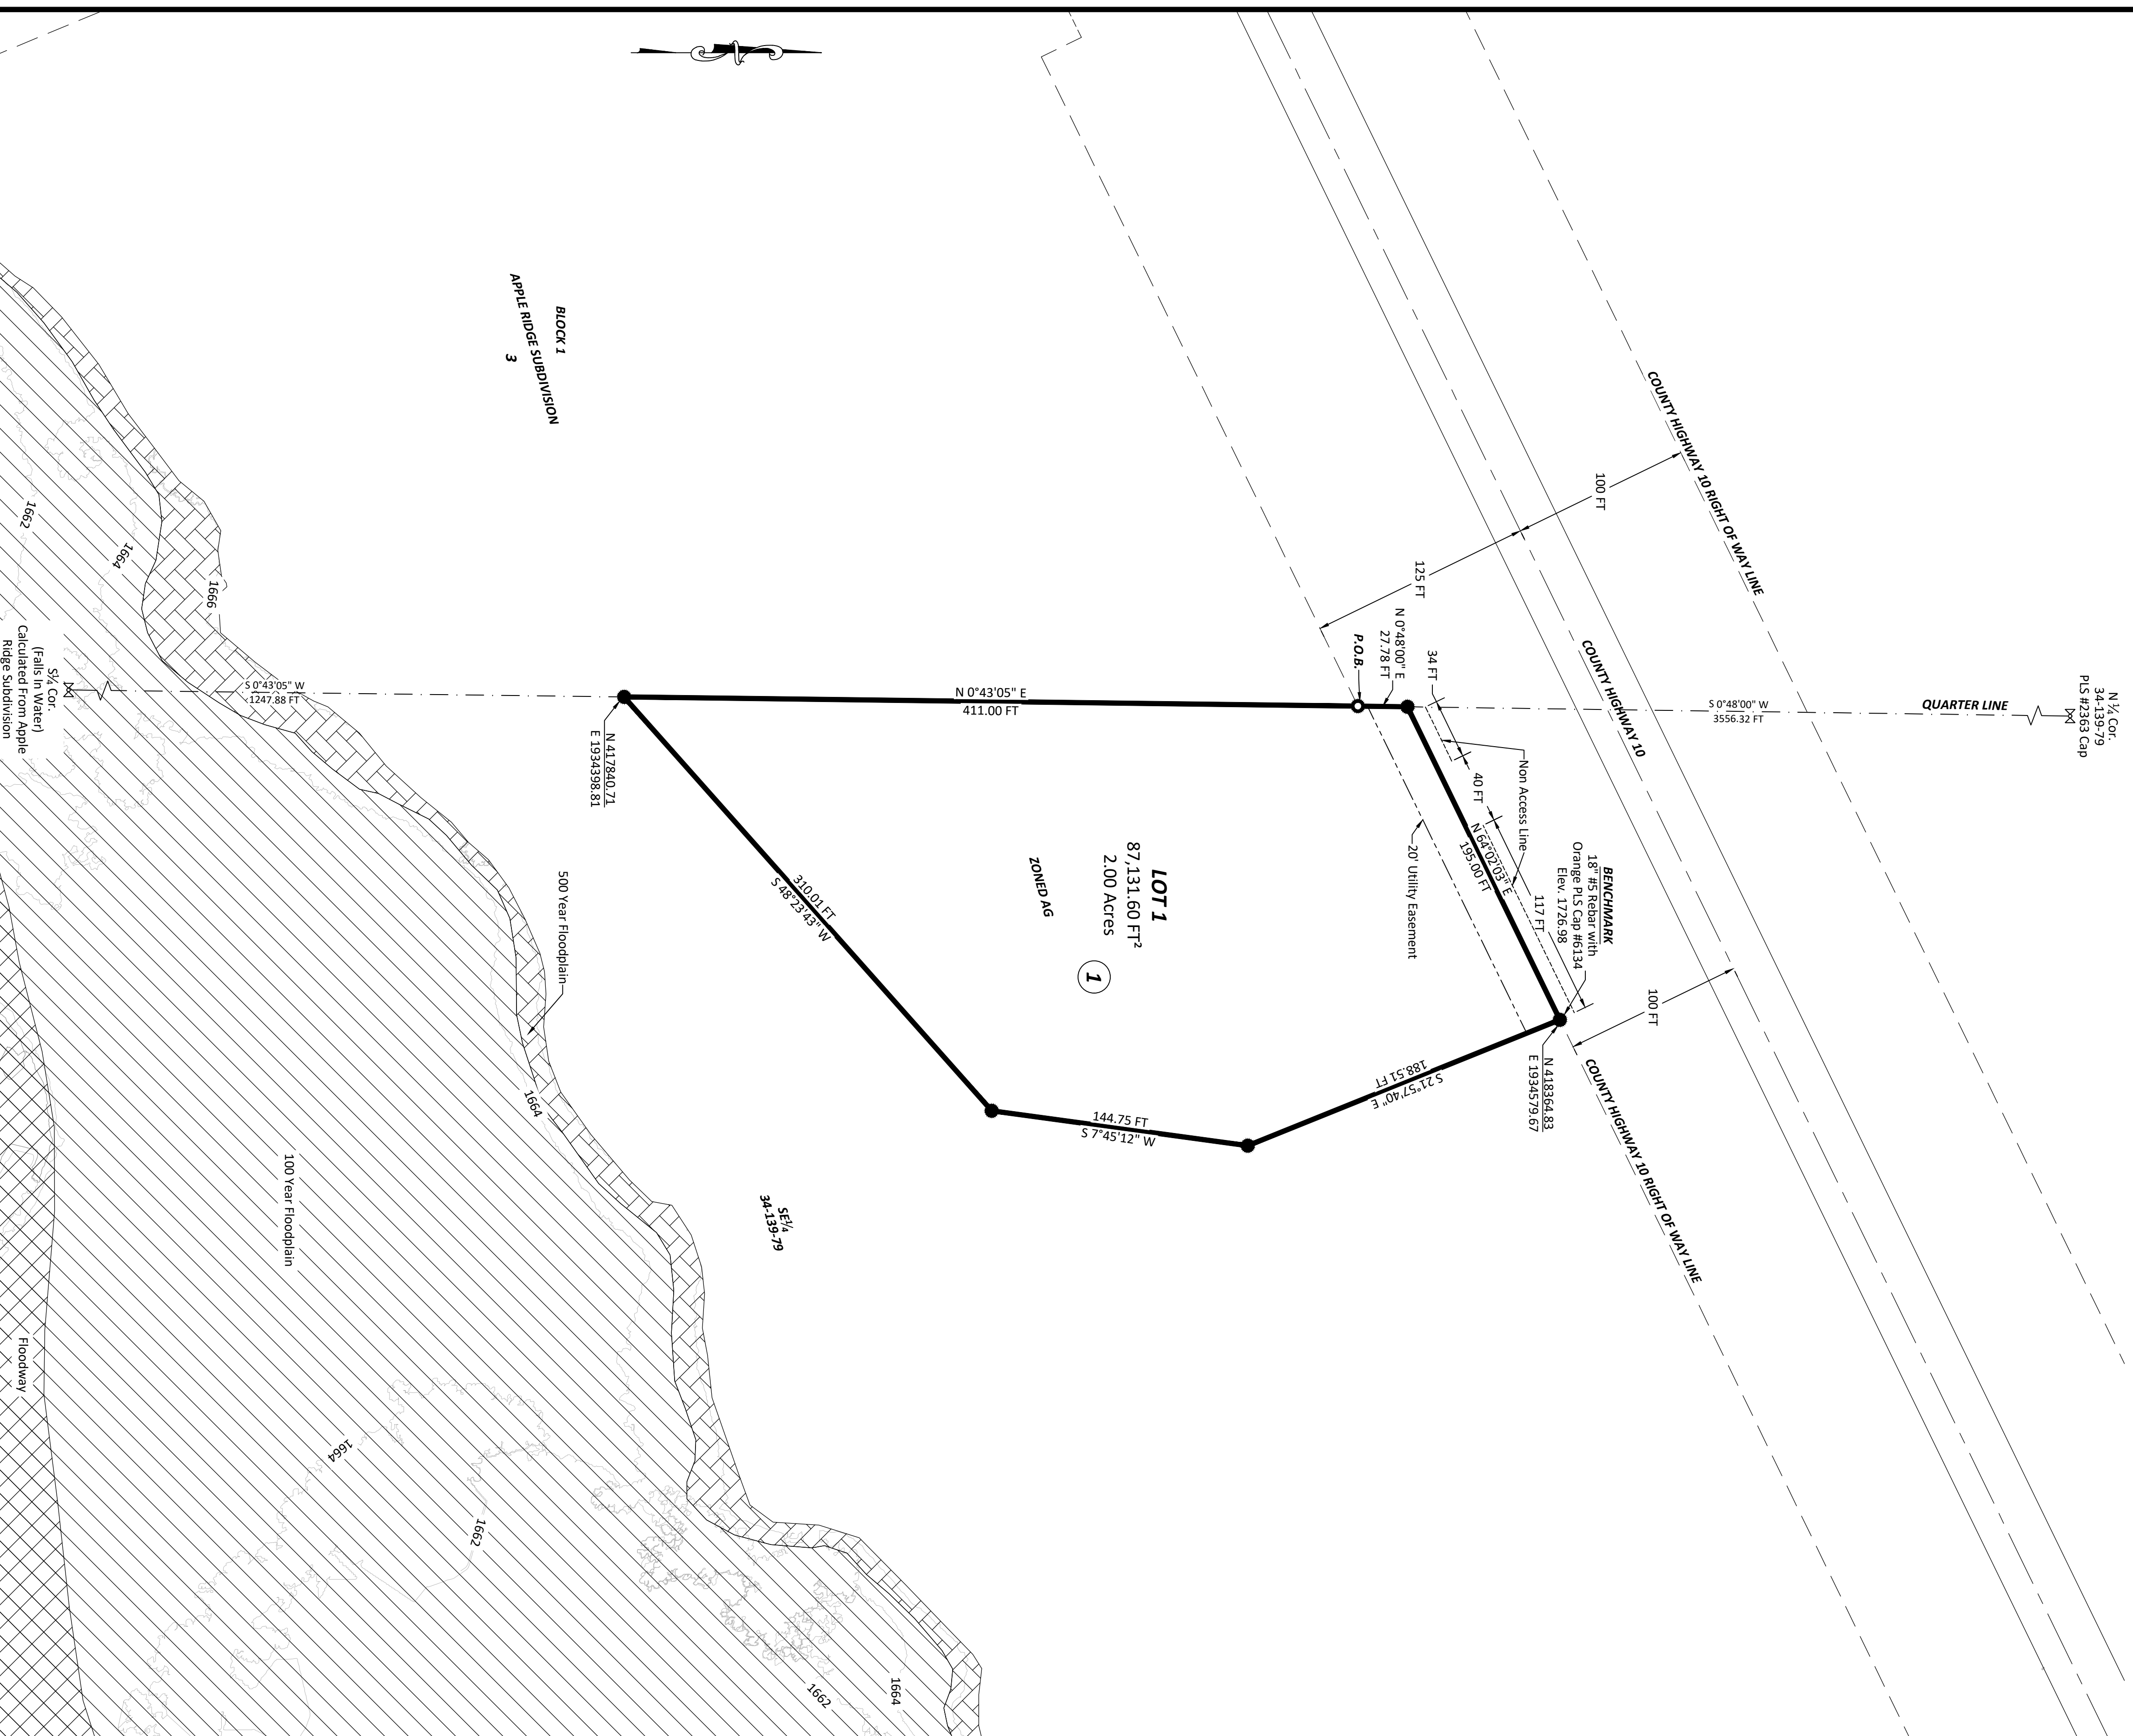 N ¼ Cor.
34-139-79
PLS #2363 Cap
QUARTER LINE
S 0°48'00" W
3556.32 FT
COUNTY HIGHWAY 10 RIGHT OF WAY LINE
100 FT
COUNTY HIGHWAY 10
125 FT
N 0°48'00" E
27.78 FT
P.O.B.
34 FT
40 FT
Non Access Line
117 FT
N 64°02'03" E
195.00 FT
20' Utility Easement
BENCHMARK
18" #5 Rebar with
Orange PLS Cap #6134
Elev. 1726.98
100 FT
N 418364.83
E 1934579.67
COUNTY HIGHWAY 10 RIGHT OF WAY LINE
S 21°57'40" E
188.51 FT
144.75 FT
S 7°45'12" W
LOT 1
87,131.60 FT²
2.00 Acres
1
ZONED AG
N 0°43'05" E
411.00 FT
310.01 FT
S 48°23'43" W
N 417840.71
E 1934398.81
BLOCK 1
APPLE RIDGE SUBDIVISION
3
SE¼
34-139-79
500 Year Floodplain
S 0°43'05" W
1247.88 FT
1666
1664
1662
1664
100 Year Floodplain
1664
1662
1664
1662
Floodway
S¼ Cor.
(Falls In Water)
Calculated From Apple
Ridge Subdivision